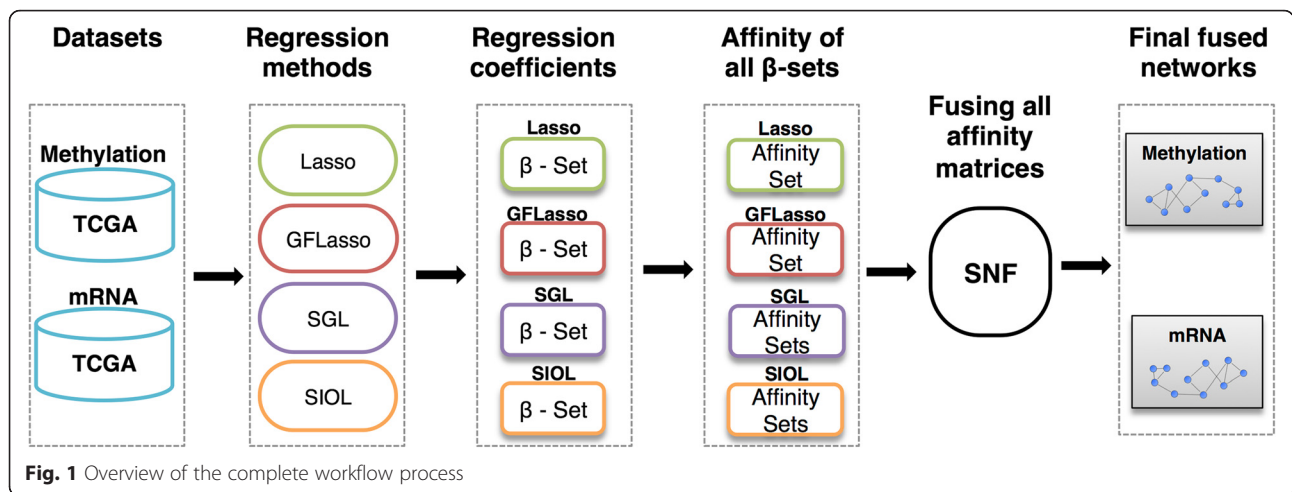 Datasets
Methylation
TCGA
mRNA
TCGA
Regression
methods
Lasso
GFLasso
SGL
SIOL
Regression
coefficients
Lasso
β - Set
GFLasso
β - Set
SGL
β - Set
SIOL
β - Set
Affinity of
all β-sets
Lasso
Affinity
Set
GFLasso
Affinity
Set
SGL
Affinity
Sets
SIOL
Affinity
Sets
Fusing all
affinity
matrices
SNF
Final fused
networks
Methylation
mRNA
Fig. 1 Overview of the complete workflow process